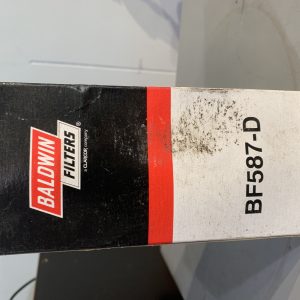 BALDWIN
FILTERS®
a CLARCOR company
BF587-D